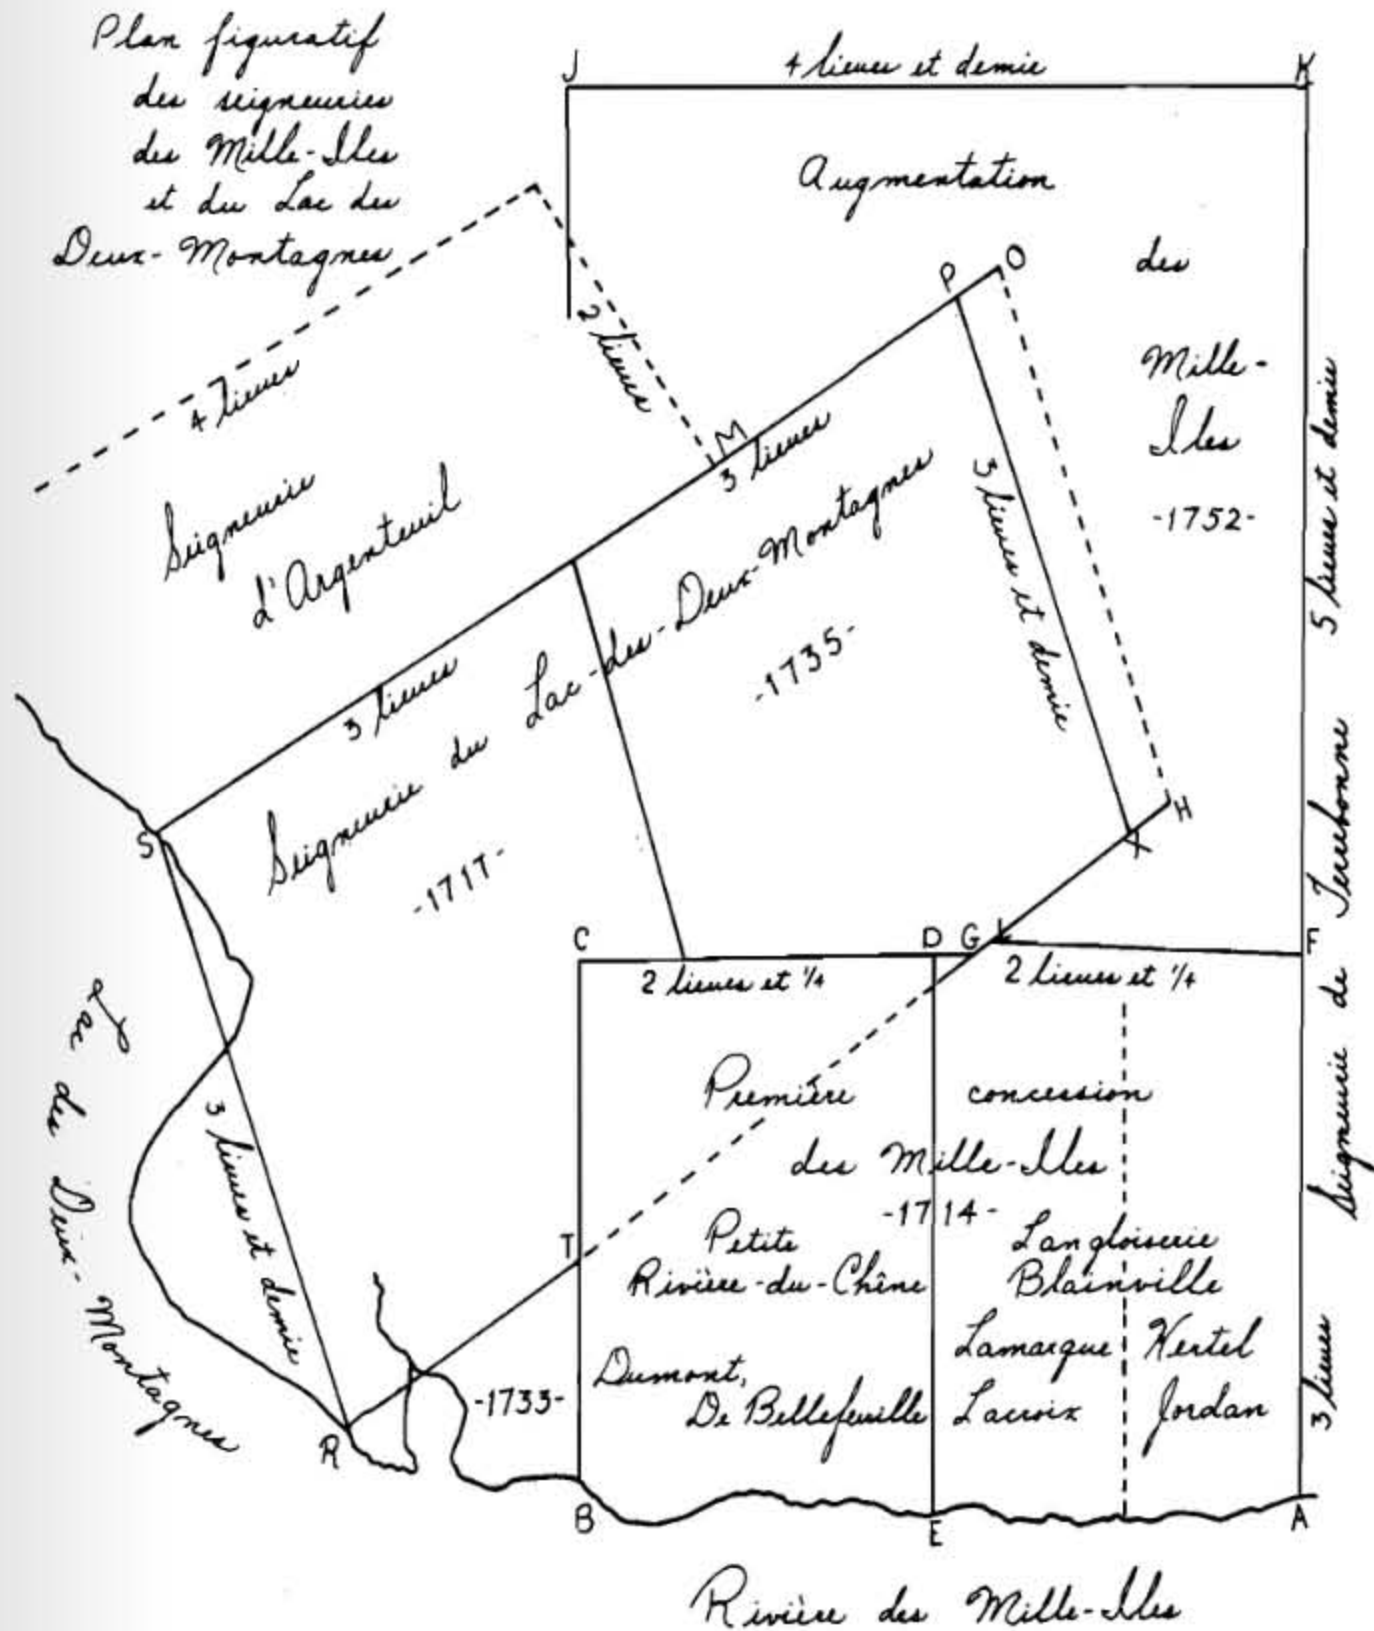 Plan figuratif
des seigneuries
des Mille-Iles
et du Lac des
Deux-Montagnes
J
4 lieues et demie
K
Augmentation
des
Mille-
Iles
-1752-
P
O
2 lieues
4 lieues
M
3 lieues
Seigneurie
d'Argenteuil
3 lieues et demie
5 lieues et demie
Seigneurie du Lac-des-Deux-Montagnes
-1735-
3 lieues
-1717-
S
H
X
C
D
G
L
F
2 lieues et 1/4
2 lieues et 1/4
Seigneurie de Terrebonne
Lac des Deux-Montagnes
3 lieues et demie
Première concession
des Mille-Iles
-1714-
T
Petite
Rivière-du-Chêne
Langloiserie
Blainville
Dumont,
De Bellefeuille
Lamarque
Lacroix
Hertel
Jordan
3 lieues
-1733-
R
B
E
A
Rivière des Mille-Iles